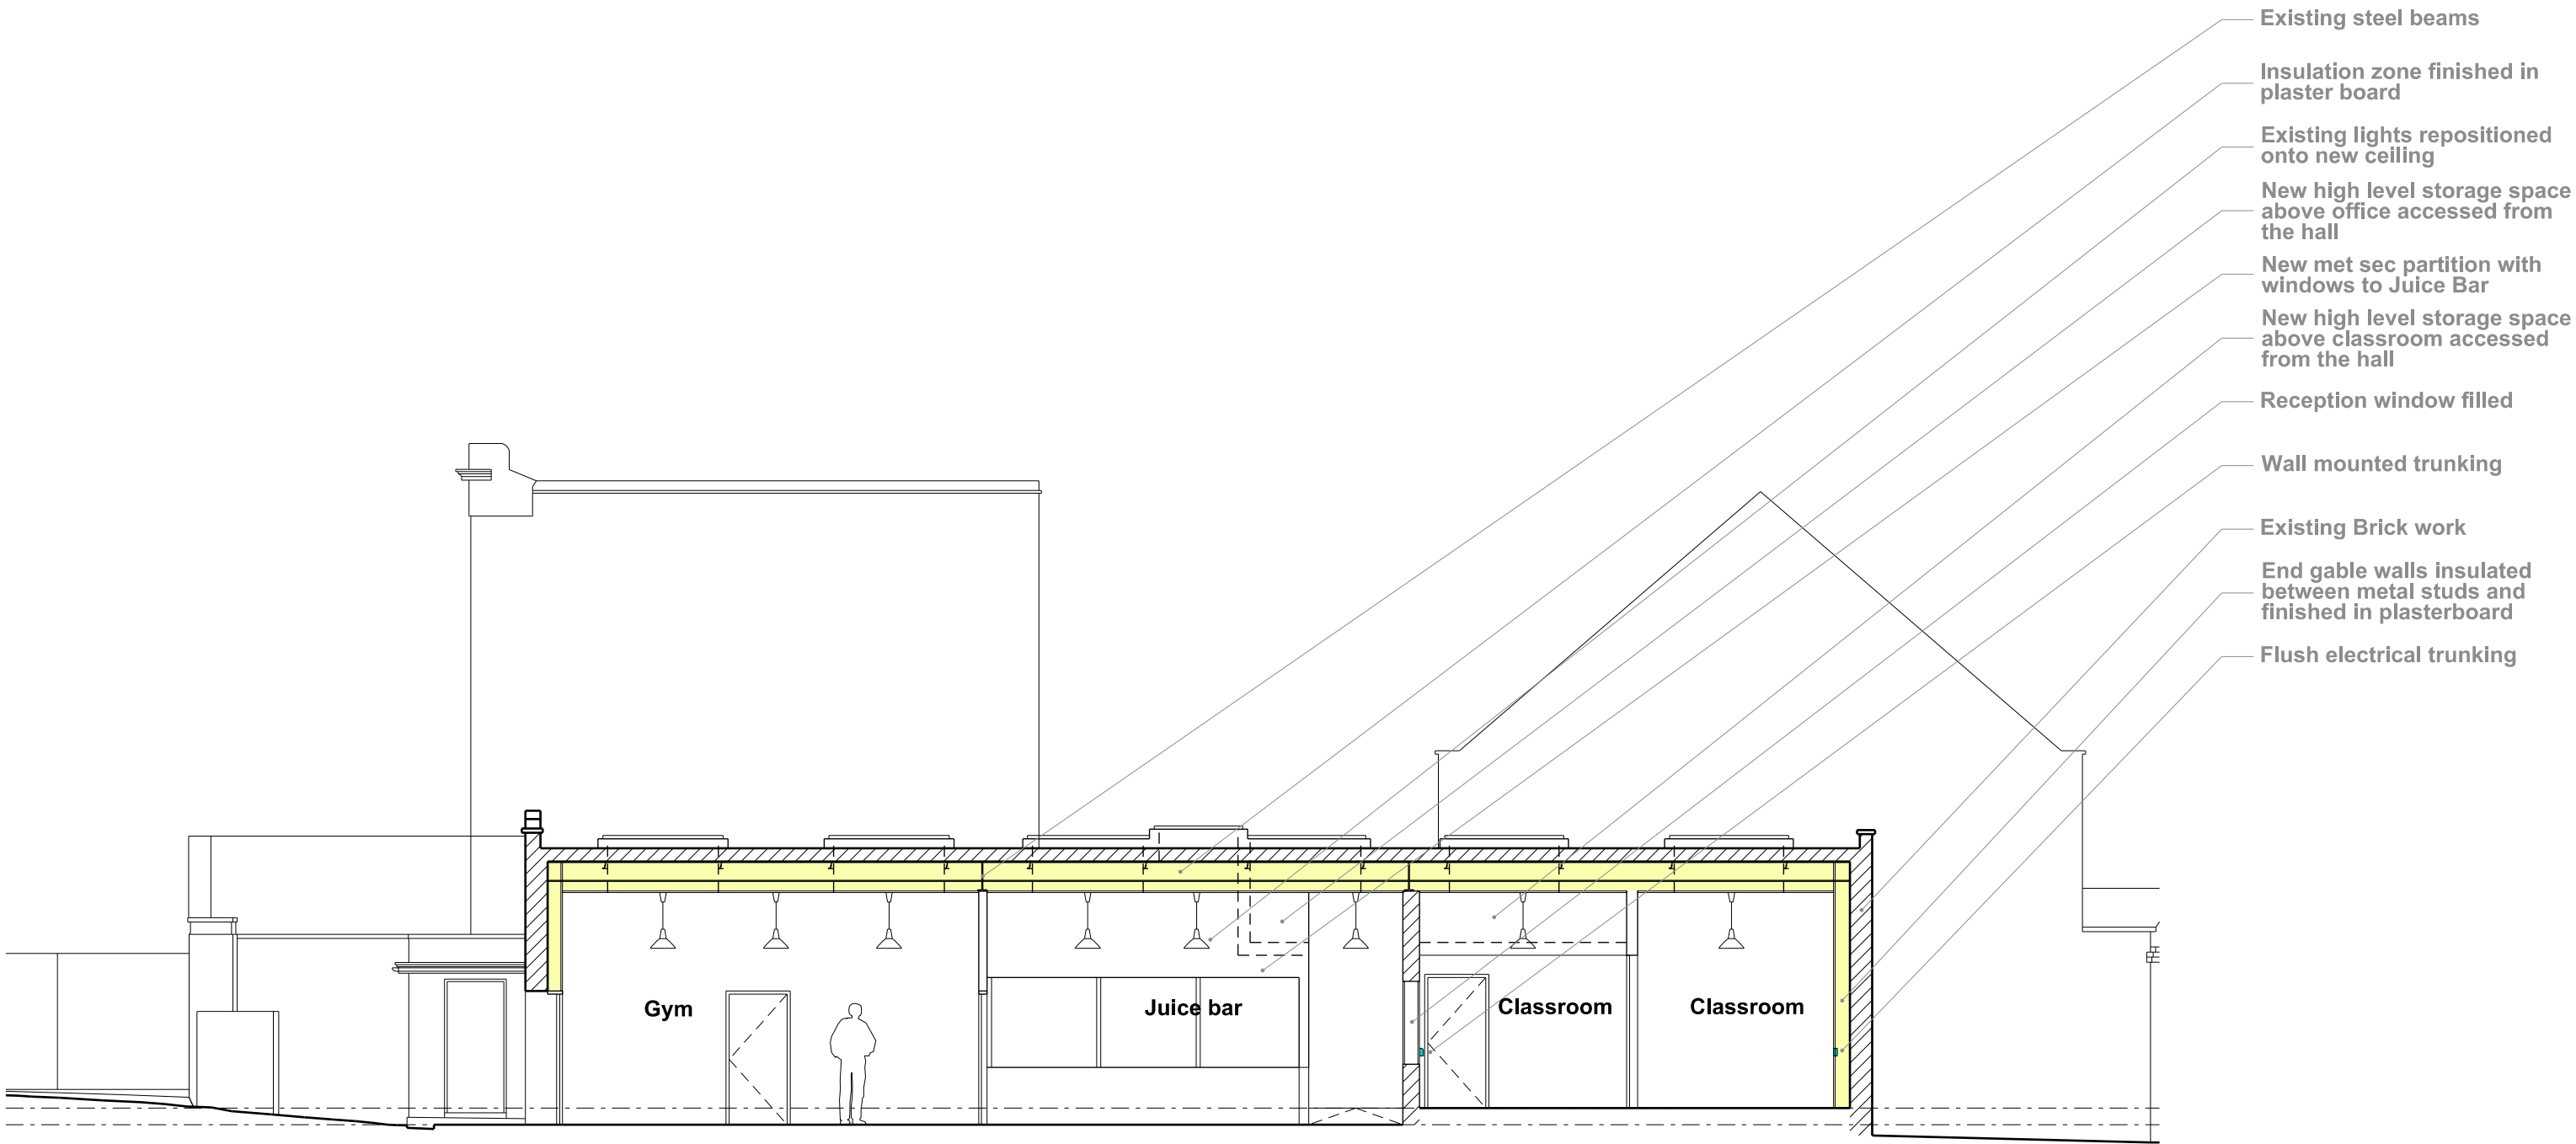 Existing steel beams
Insulation zone finished in
plaster board
Existing lights repositioned
onto new ceiling
New high level storage space
above office accessed from
the hall
New met sec partition with
windows to Juice Bar
New high level storage space
above classroom accessed
from the hall
Reception window filled
Wall mounted trunking
Existing Brick work
End gable walls insulated
between metal studs and
finished in plasterboard
Flush electrical trunking
Gym
Juice bar
Classroom
Classroom